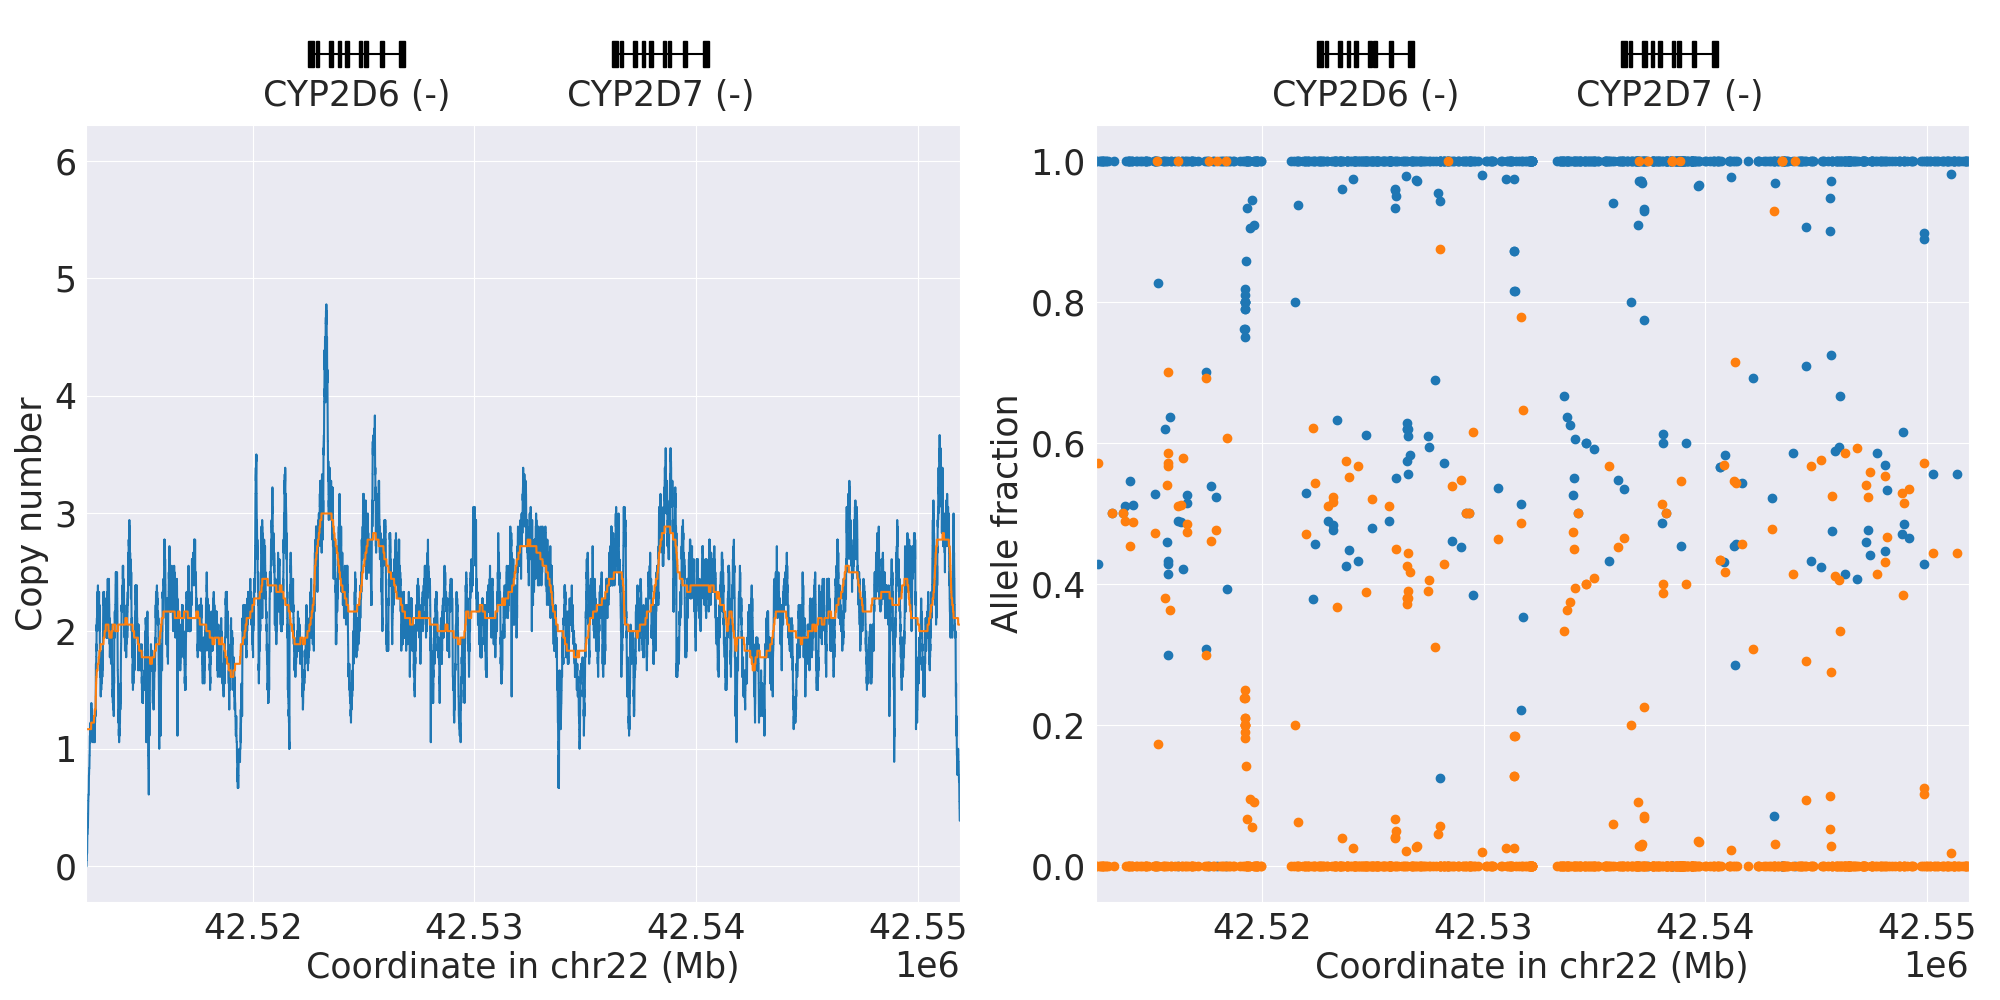 CYP2D6 (-) CYP2D7 (-)
Copy number
6
5
4
3
2
1
0
42.52 42.53 42.54 42.55
Coordinate in chr22 (Mb) 1e6
CYP2D6 (-) CYP2D7 (-)
Allele fraction
1.0
0.8
0.6
0.4
0.2
0.0
42.52 42.53 42.54 42.55
Coordinate in chr22 (Mb) 1e6